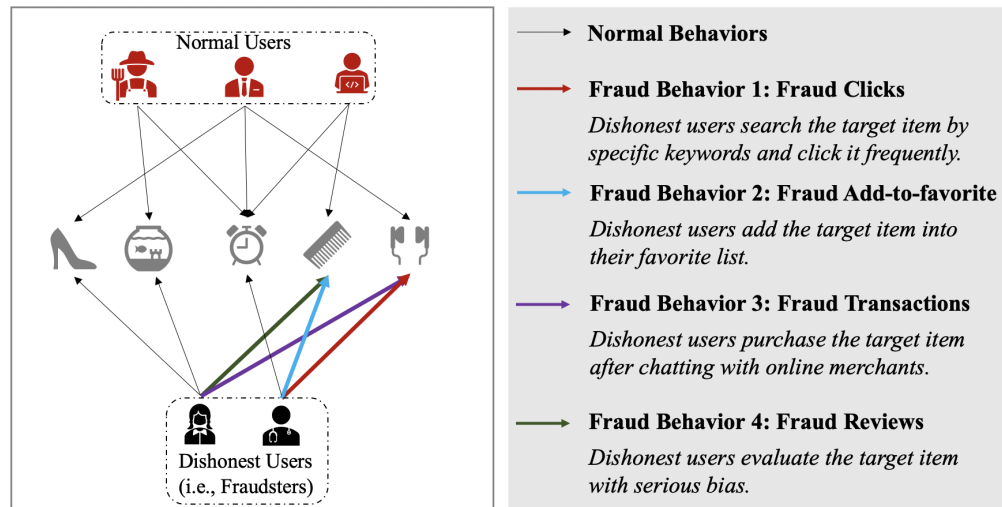 Normal Users
</>
Dishonest Users
(i.e., Fraudsters)
Normal Behaviors
Fraud Behavior 1: Fraud Clicks
Dishonest users search the target item by
specific keywords and click it frequently.
Fraud Behavior 2: Fraud Add-to-favorite
Dishonest users add the target item into
their favorite list.
Fraud Behavior 3: Fraud Transactions
Dishonest users purchase the target item
after chatting with online merchants.
Fraud Behavior 4: Fraud Reviews
Dishonest users evaluate the target item
with serious bias.